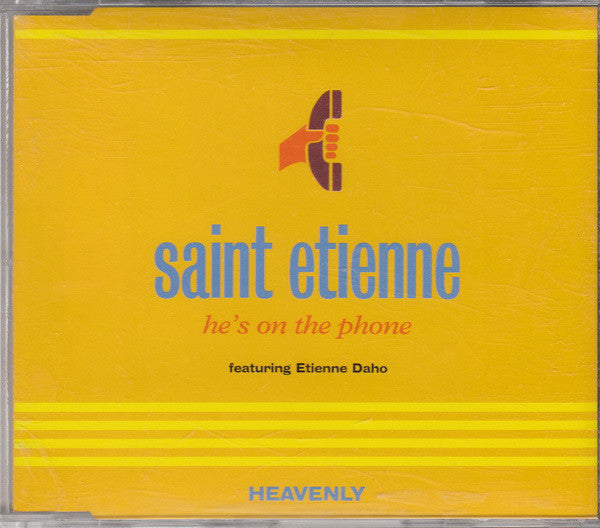 saint etienne
he's on the phone
featuring Etienne Daho
HEAVENLY